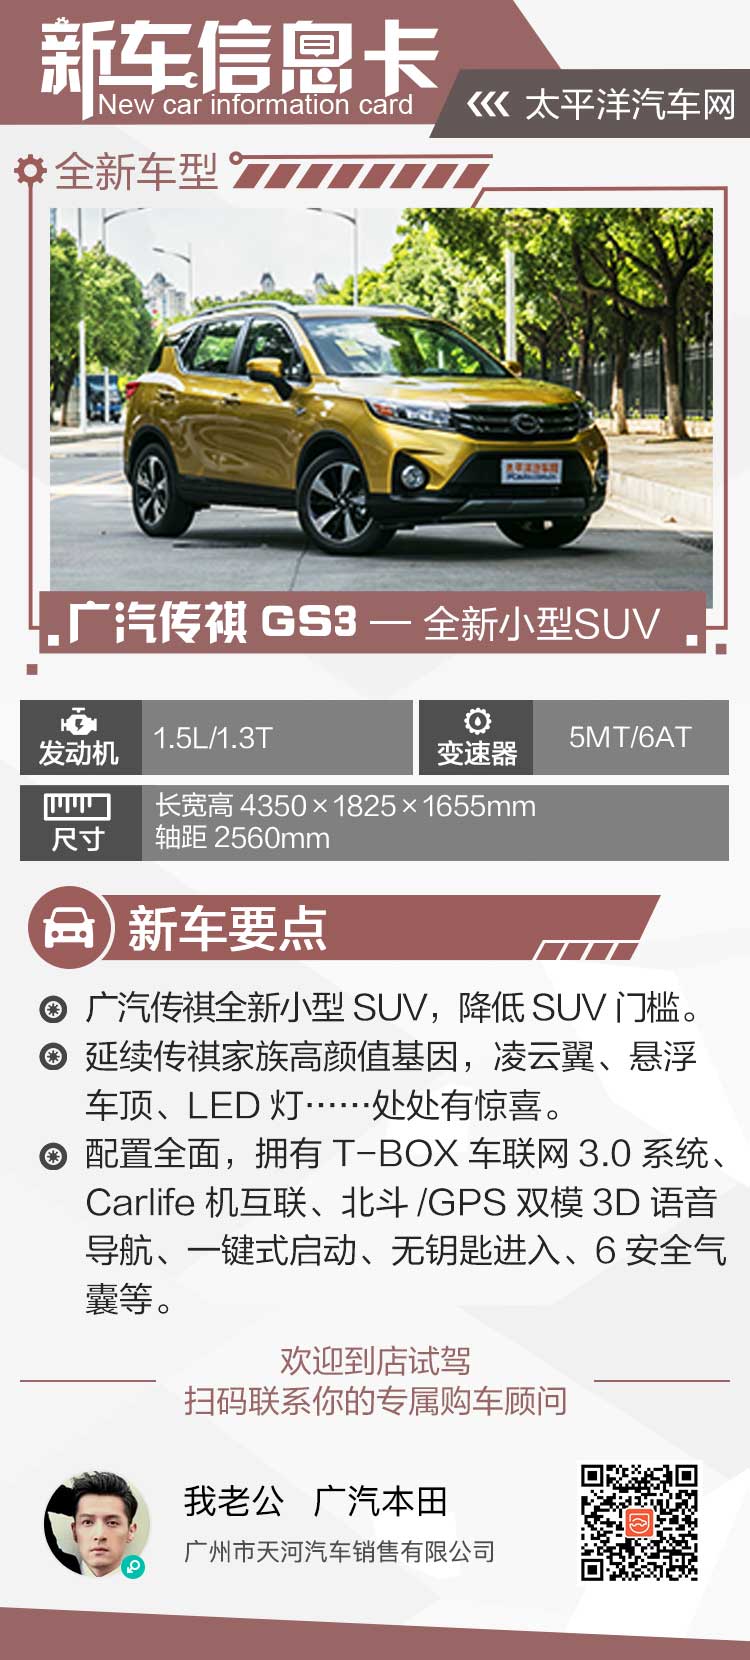 新车信息卡
New car information card
太平洋汽车网
全新车型
太平洋汽车网
广汽传祺 GS3 — 全新小型SUV
发动机
1.5L/1.3T
变速器
5MT/6AT
尺寸
长宽高 4350×1825×1655mm
轴距 2560mm
新车要点
广汽传祺全新小型 SUV，降低 SUV 门槛。
延续传祺家族高颜值基因，凌云翼、悬浮
车顶、LED 灯……处处有惊喜。
配置全面，拥有 T-BOX 车联网 3.0 系统、
Carlife 机互联、北斗 /GPS 双模 3D 语音
导航、一键式启动、无钥匙进入、6 安全气
囊等。
欢迎到店试驾
扫码联系你的专属购车顾问
我老公 广汽本田
广州市天河汽车销售有限公司